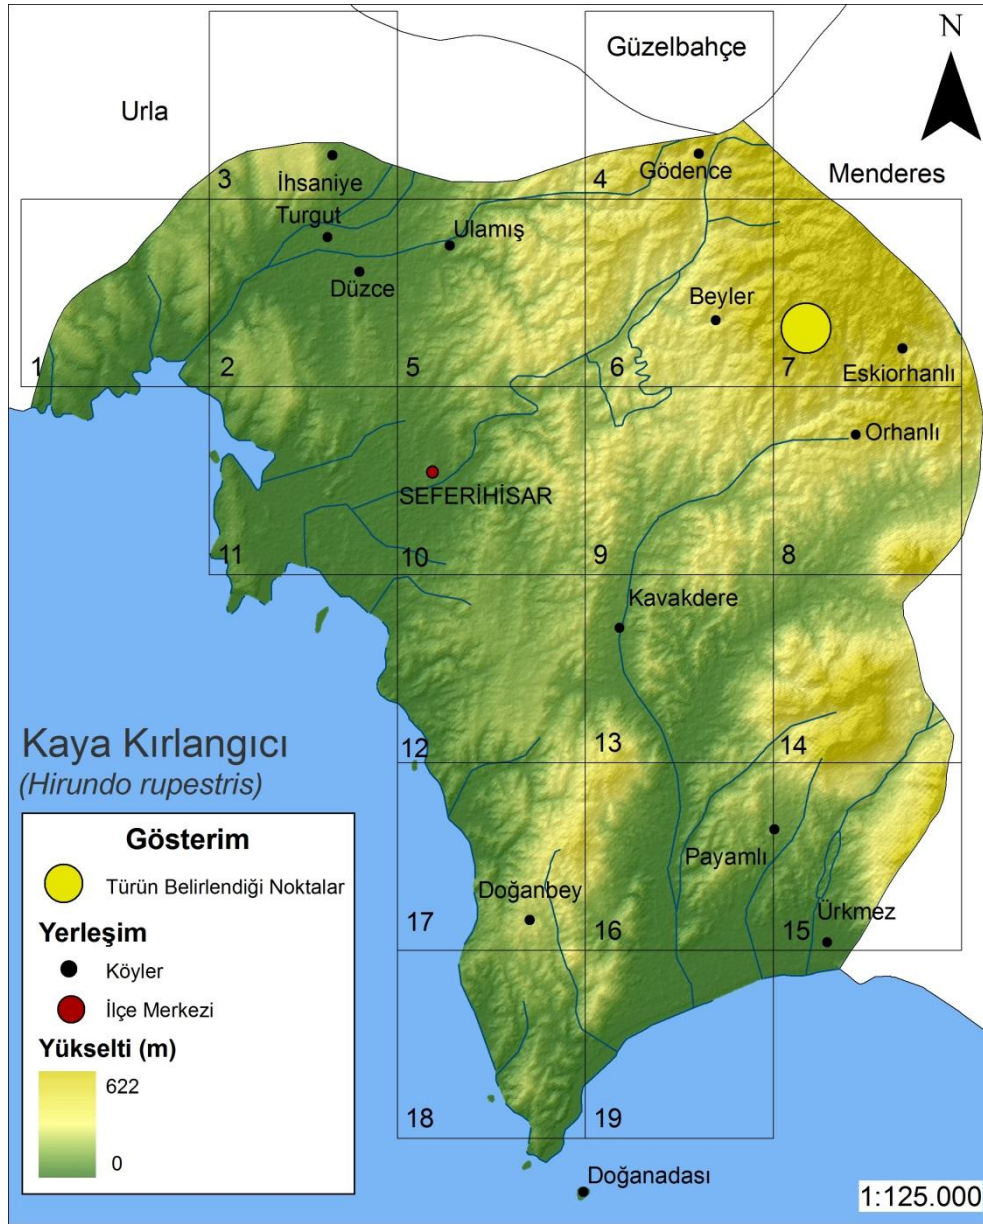 Güzelbahçe
N
Urla
Menderes
3
4
Gödence
İhsaniye
Turgut
Ulamış
Düzce
Beyler
1
2
5
6
7
Eskiorhanlı
Orhanlı
SEFERİHİSAR
11
10
9
8
Kavakdere
Kaya Kırlangıcı
(Hirundo rupestris)
12
13
14
Gösterim
Türün Belirlendiği Noktalar
Yerleşim
Köyler
İlçe Merkezi
Yükselti (m)
622
0
Payamlı
Doğanbey
Ürkmez
17
16
15
18
19
Doğanadası
1:125.000